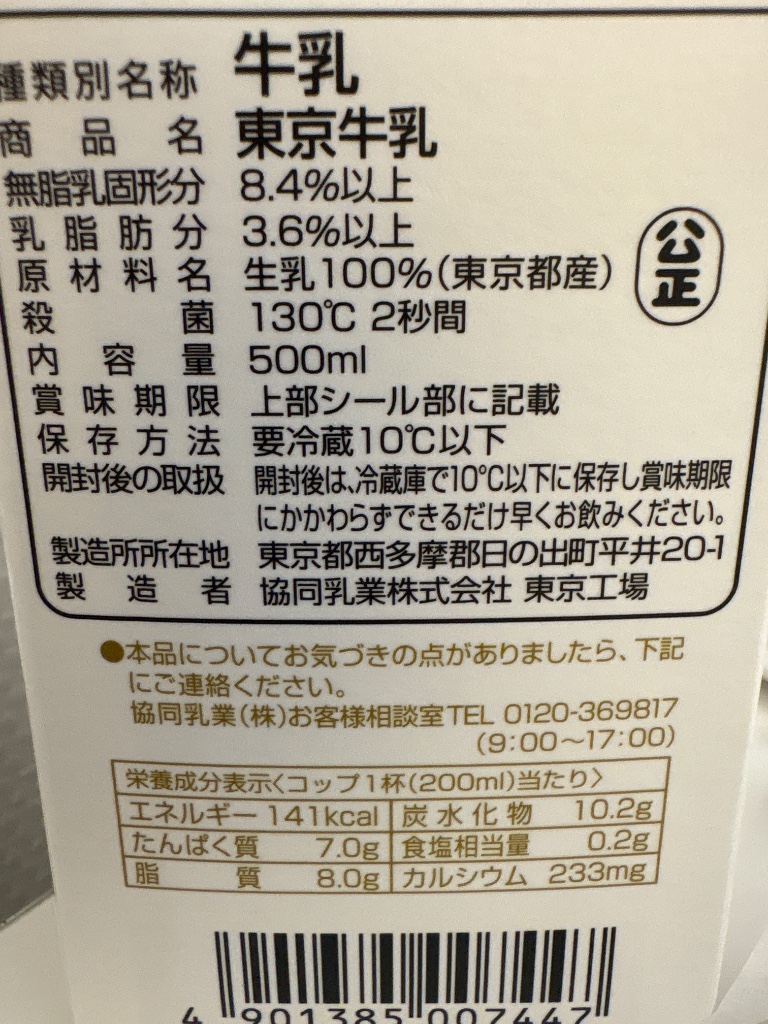 種類別名称 牛乳
商品名 東京牛乳
無脂乳固形分 8.4%以上
乳脂肪分 3.6%以上
原材料名 生乳100%(東京都産)
公正
殺菌 130℃ 2秒間
内容量 500ml
賞味期限 上部シール部に記載
保存方法 要冷蔵10℃以下
開封後の取扱 開封後は、冷蔵庫で10℃以下に保存し賞味期限
にかかわらずできるだけ早くお飲みください。
製造所所在地 東京都西多摩郡日の出町平井20-1
製造者 協同乳業株式会社 東京工場
●本品についてお気づきの点がありましたら、下記
にご連絡ください。
協同乳業(株)お客様相談室TEL 0120-369817
(9:00〜17:00)
栄養成分表示〈コップ1杯(200ml)当たり〉
エネルギー 141kcal 炭水化物 10.2g
たんぱく質 7.0g 食塩相当量 0.2g
脂質 8.0g カルシウム 233mg
4 901385 007447